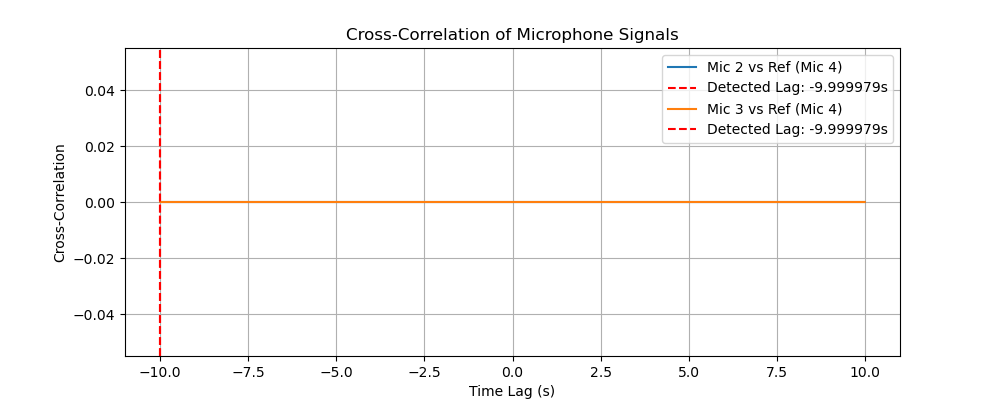 Cross-Correlation of Microphone Signals
Mic 2 vs Ref (Mic 4)
Detected Lag: -9.999979s
Mic 3 vs Ref (Mic 4)
Detected Lag: -9.999979s
Cross-Correlation
0.04
0.02
0.00
−0.02
−0.04
−10.0 −7.5 −5.0 −2.5 0.0 2.5 5.0 7.5 10.0
Time Lag (s)